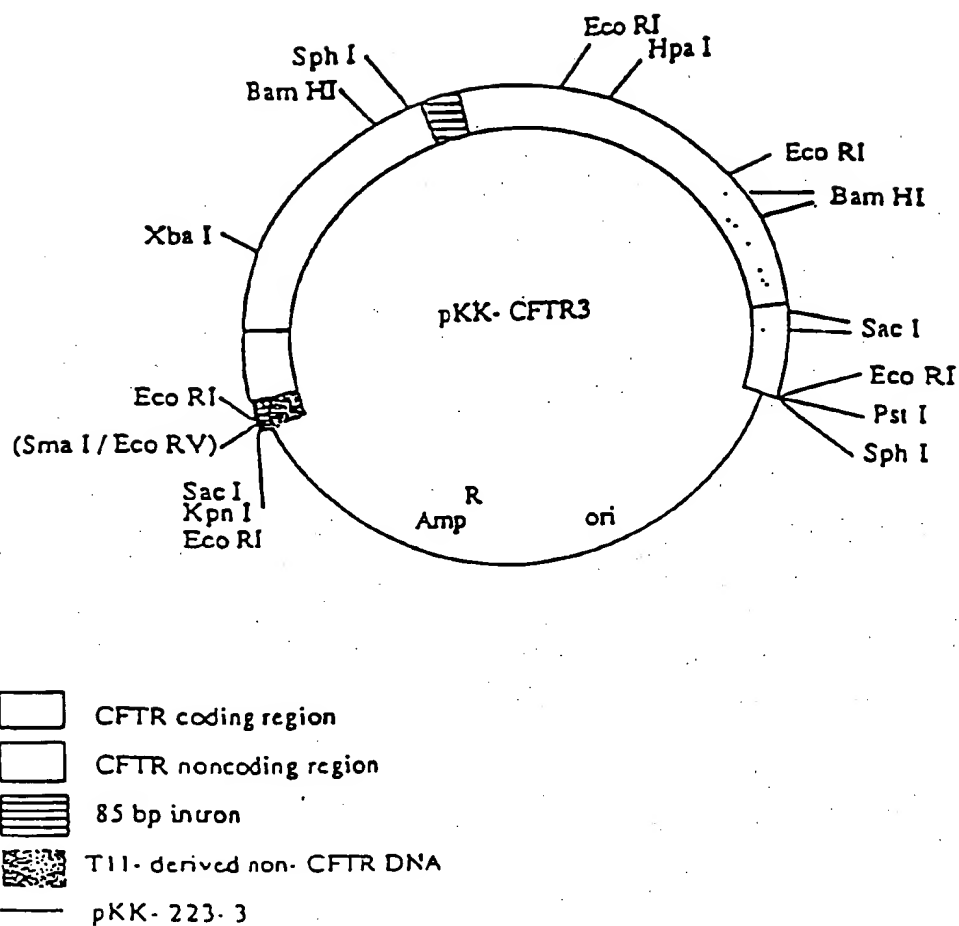 Eco RI
Hpa I
Sph I
Bam HI
Eco RI
Bam HI
Xba I
pKK- CFTR3
Sac I
Eco RI
Eco RI
Pst I
(Sma I / Eco RV)
Sph I
Sac I
Kpn I
Eco RI
Amp R
ori
CFTR coding region
CFTR noncoding region
85 bp intron
T11- derived non- CFTR DNA
pKK- 223- 3